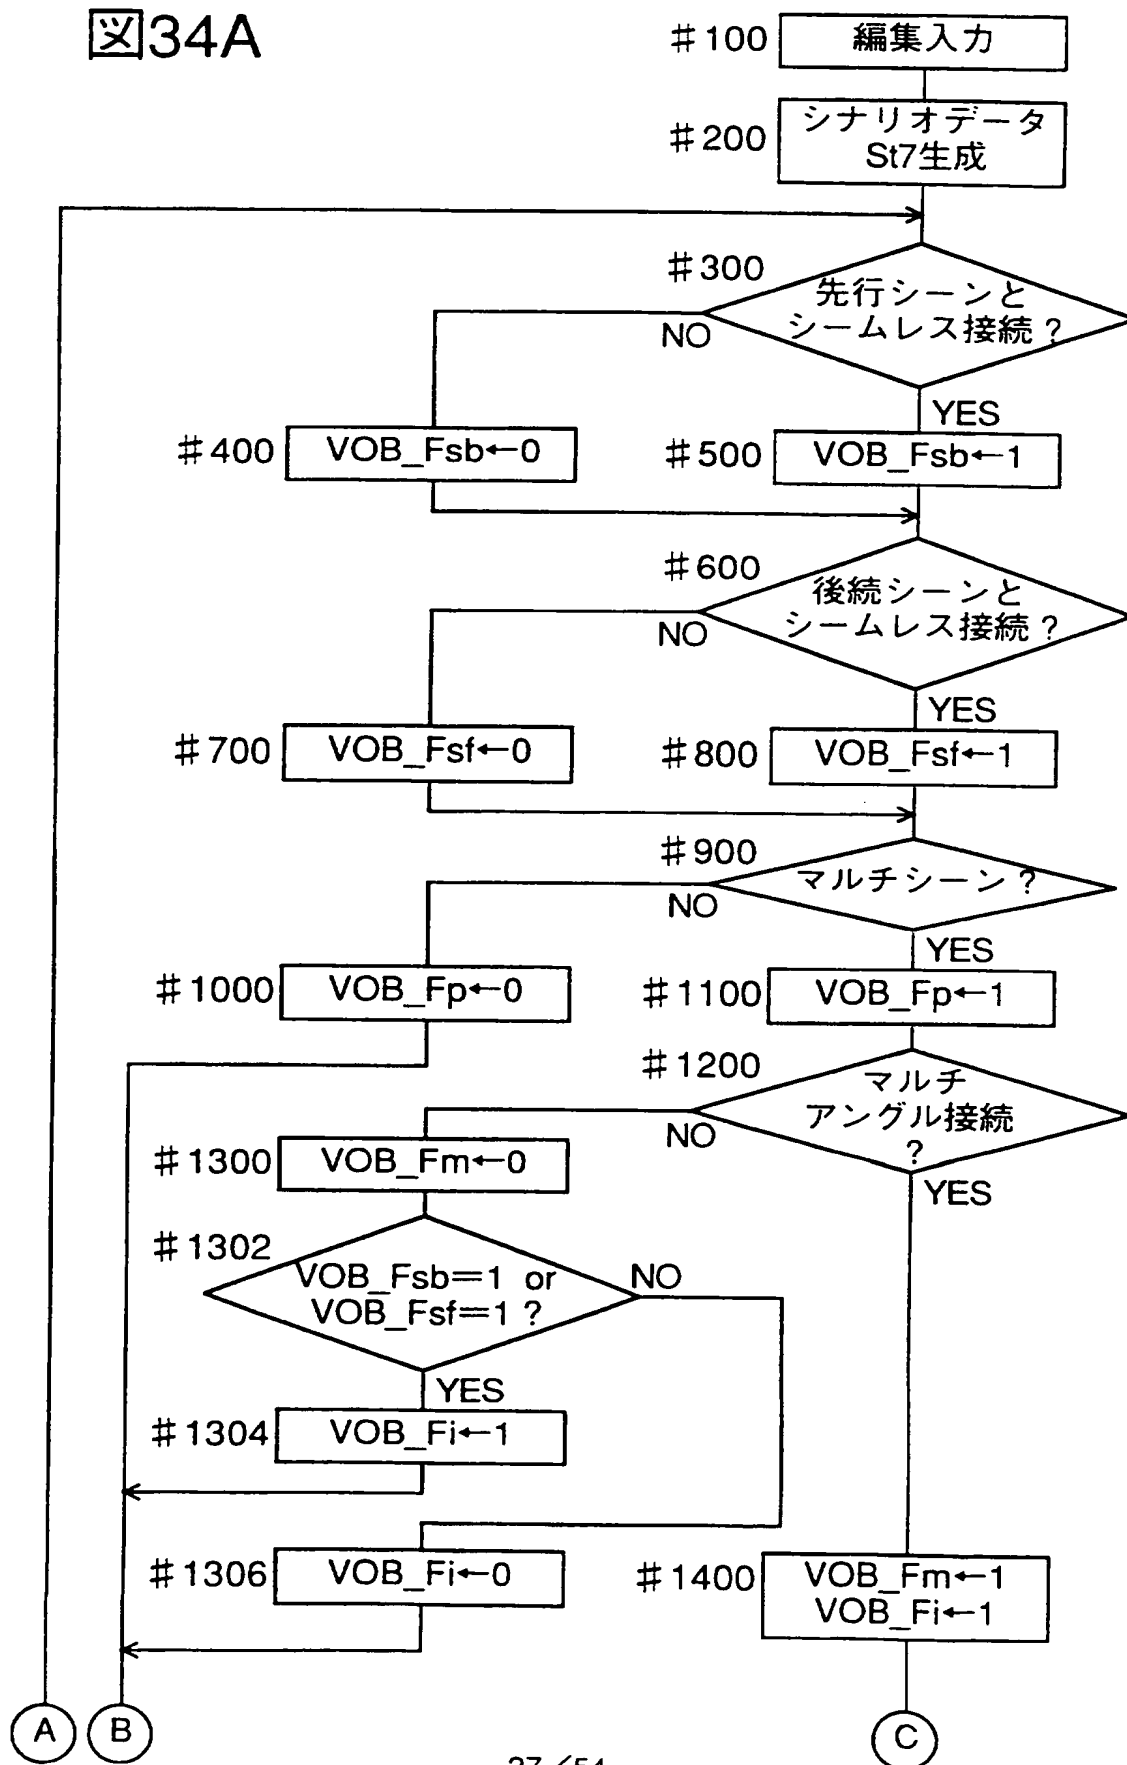 図34A
#100
編集入力
#200
シナリオデータ
St7生成
#300
先行シーンと
シームレス接続?
NO
YES
#400
VOB_Fsb←0
#500
VOB_Fsb←1
#600
後続シーンと
シームレス接続?
NO
YES
#700
VOB_Fsf←0
#800
VOB_Fsf←1
#900
マルチシーン?
NO
YES
#1000
VOB_Fp←0
#1100
VOB_Fp←1
#1200
マルチ
アングル接続
?
NO
YES
#1300
VOB_Fm←0
#1302
VOB_Fsb=1 or
VOB_Fsf=1 ?
NO
YES
#1304
VOB_Fi←1
#1306
VOB_Fi←0
#1400
VOB_Fm←1
VOB_Fi←1
A
B
C